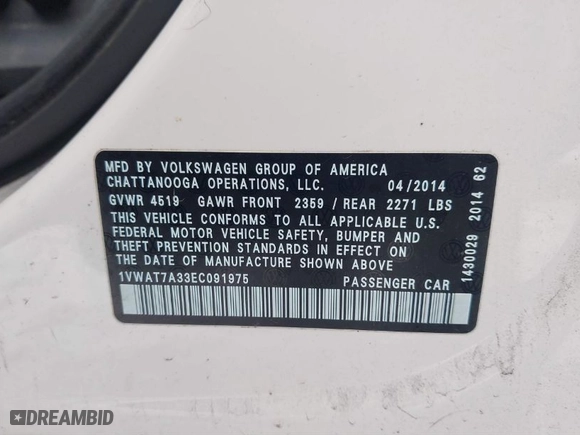 MFD BY VOLKSWAGEN GROUP OF AMERICA
CHATTANOOGA OPERATIONS, LLC. 04/2014
GVWR 4519 GAWR FRONT 2359 / REAR 2271 LBS
THIS VEHICLE CONFORMS TO ALL APPLICABLE U.S.
FEDERAL MOTOR VEHICLE SAFETY, BUMPER AND
THEFT PREVENTION STANDARDS IN EFFECT ON
THE DATE OF MANUFACTURE SHOWN ABOVE
1VWAT7A33EC091975 PASSENGER CAR
1490029 2014 62
DREAMBID